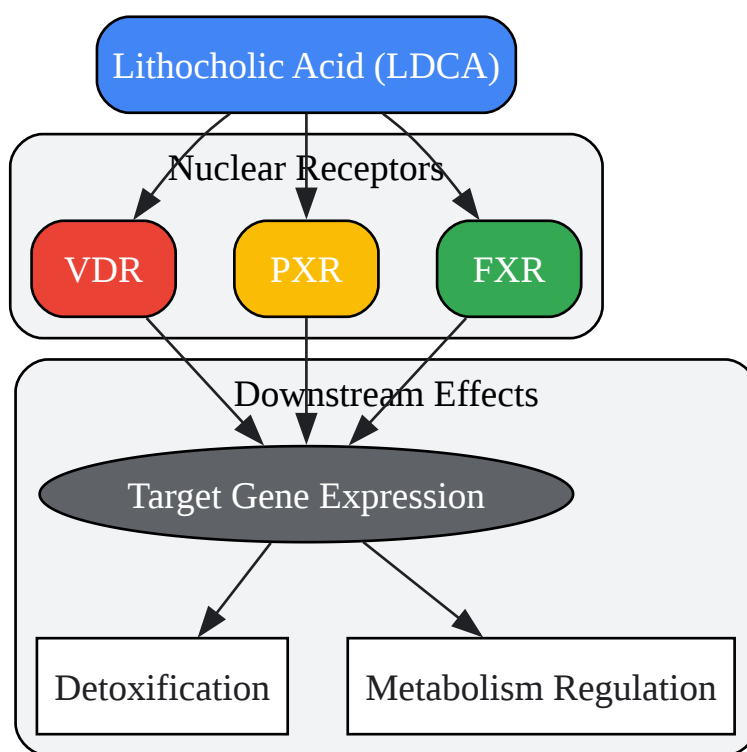 Lithocholic Acid (LDCA)
Nuclear Receptors
VDR
PXR
FXR
Downstream Effects
Target Gene Expression
Detoxification
Metabolism Regulation